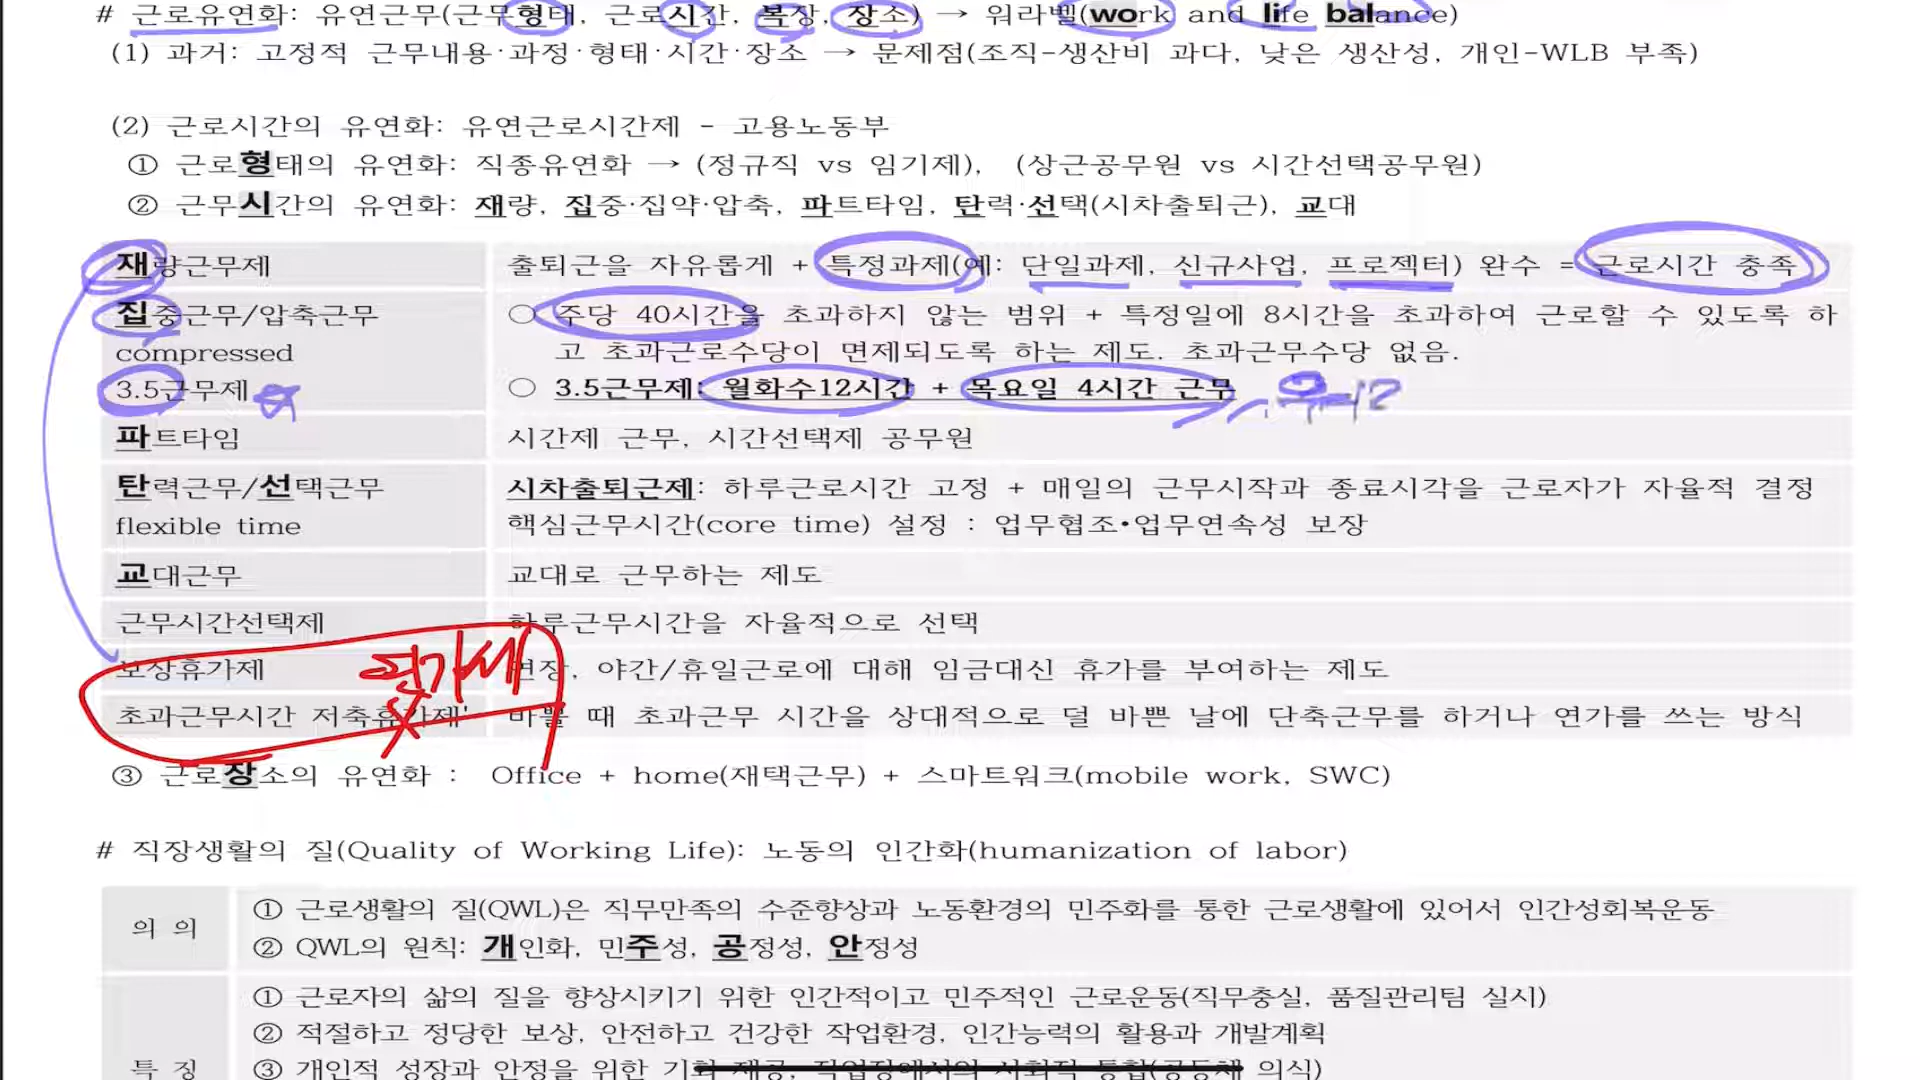 # 근로유연화: 유연근무(근무형태, 근로시간, 복장, 장소) → 워라벨(work and life balance)
(1) 과거: 고정적 근무내용·과정·형태·시간·장소 → 문제점(조직-생산비 과다, 낮은 생산성, 개인-WLB 부족)
(2) 근로시간의 유연화: 유연근로시간제 - 고용노동부
① 근로형태의 유연화: 직종유연화 → (정규직 vs 임기제), (상근공무원 vs 시간선택공무원)
② 근무시간의 유연화: 재량, 집중·집약·압축, 파트타임, 탄력·선택(시차출퇴근), 교대
재량근무제 출퇴근을 자유롭게 + 특정과제(예: 단일과제, 신규사업, 프로젝터) 완수 = 근로시간 충족
집중근무/압축근무 ○ 주당 40시간을 초과하지 않는 범위 + 특정일에 8시간을 초과하여 근로할 수 있도록 하
compressed 고 초과근로수당이 면제되도록 하는 제도. 초과근무수당 없음.
3.5근무제 ○ 3.5근무제: 월화수12시간 + 목요일 4시간 근무
파트타임 시간제 근무, 시간선택제 공무원
탄력근무/선택근무 시차출퇴근제: 하루근로시간 고정 + 매일의 근무시작과 종료시각을 근로자가 자율적 결정
flexible time 핵심근무시간(core time) 설정 : 업무협조•업무연속성 보장
교대근무 교대로 근무하는 제도
근무시간선택제 하루근무시간을 자율적으로 선택
보상휴가제 연가제 연장, 야간/휴일근로에 대해 임금대신 휴가를 부여하는 제도
초과근무시간 저축휴가제' 바쁠 때 초과근무 시간을 상대적으로 덜 바쁜 날에 단축근무를 하거나 연가를 쓰는 방식
③ 근로장소의 유연화 : Office + home(재택근무) + 스마트워크(mobile work, SWC)
# 직장생활의 질(Quality of Working Life): 노동의 인간화(humanization of labor)
의 의 ① 근로생활의 질(QWL)은 직무만족의 수준향상과 노동환경의 민주화를 통한 근로생활에 있어서 인간성회복운동
② QWL의 원칙: 개인화, 민주성, 공정성, 안정성
① 근로자의 삶의 질을 향상시키기 위한 인간적이고 민주적인 근로운동(직무충실, 품질관리팀 실시)
② 적절하고 정당한 보상, 안전하고 건강한 작업환경, 인간능력의 활용과 개발계획
특 징 ③ 개인적 성장과 안정을 위한 기회 제공, 작업장에서의 사회적 통합(공동체 의식)